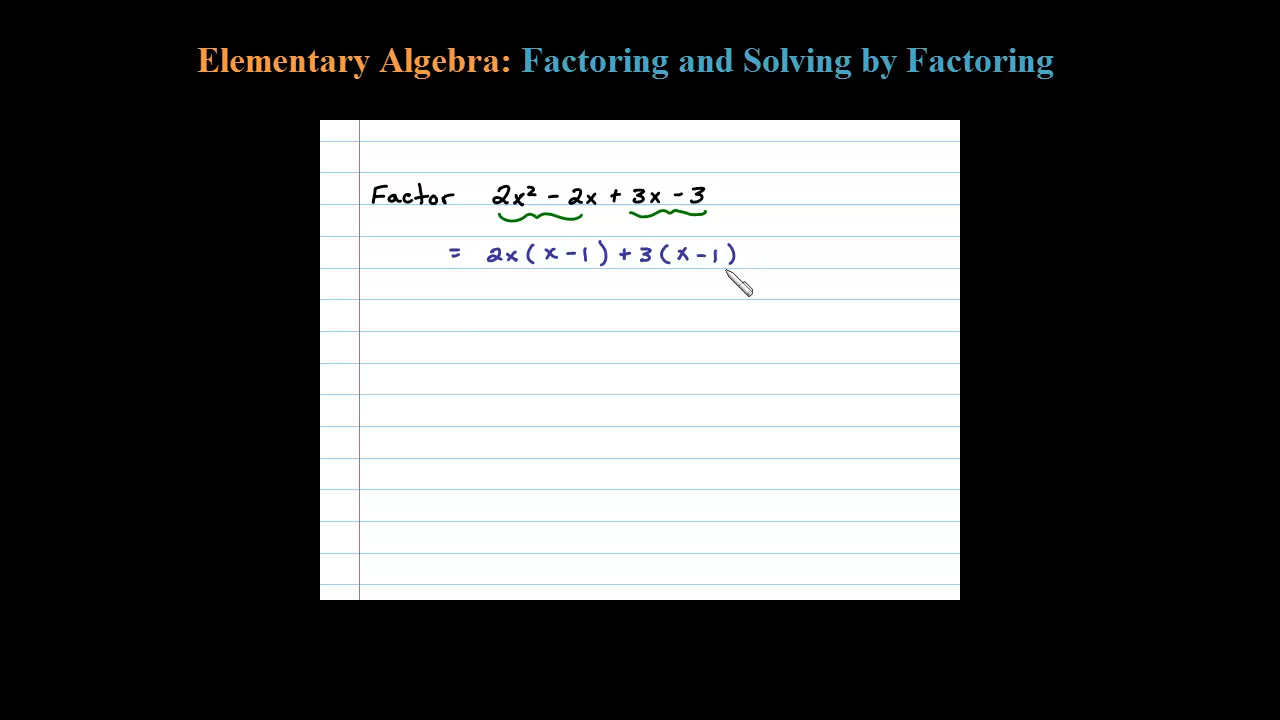 Elementary Algebra: Factoring and Solving by Factoring
Factor 2x² - 2x + 3x - 3
= 2x(x-1) + 3(x-1)